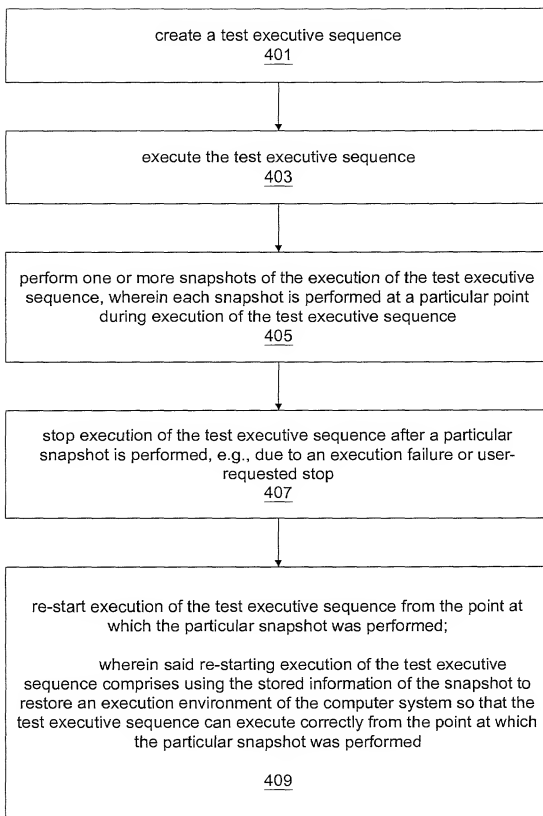 create a test executive sequence
401
execute the test executive sequence
403
perform one or more snapshots of the execution of the test executive
sequence, wherein each snapshot is performed at a particular point
during execution of the test executive sequence
405
stop execution of the test executive sequence after a particular
snapshot is performed, e.g., due to an execution failure or user-
requested stop
407
re-start execution of the test executive sequence from the point at
which the particular snapshot was performed;
wherein said re-starting execution of the test executive
sequence comprises using the stored information of the snapshot to
restore an execution environment of the computer system so that the
test executive sequence can execute correctly from the point at which
the particular snapshot was performed
409